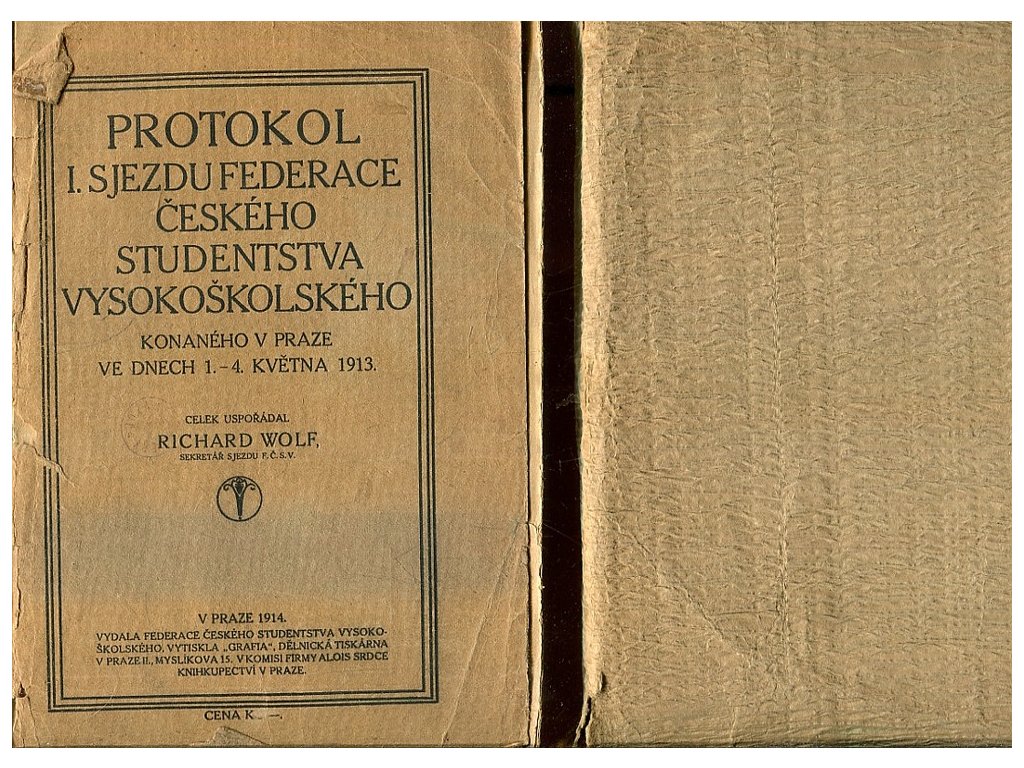 PROTOKOL
I. SJEZDU FEDERACE
ČESKÉHO
STUDENTSTVA
VYSOKOŠKOLSKÉHO
KONANÉHO V PRAZE
VE DNECH 1.–4. KVĚTNA 1913.
CELEK USPOŘÁDAL
RICHARD WOLF,
SEKRETÁŘ SJEZDU F. Č. S. V.
V PRAZE 1914.
VYDALA FEDERACE ČESKÉHO STUDENTSTVA VYSOKO-
ŠKOLSKÉHO. VYTISKLA „GRAFIA“, DĚLNICKÁ TISKÁRNA
V PRAZE II., MYSLÍKOVA 15. V KOMISI FIRMY ALOIS SRDCE
KNIHKUPECTVÍ V PRAZE.
CENA K —.